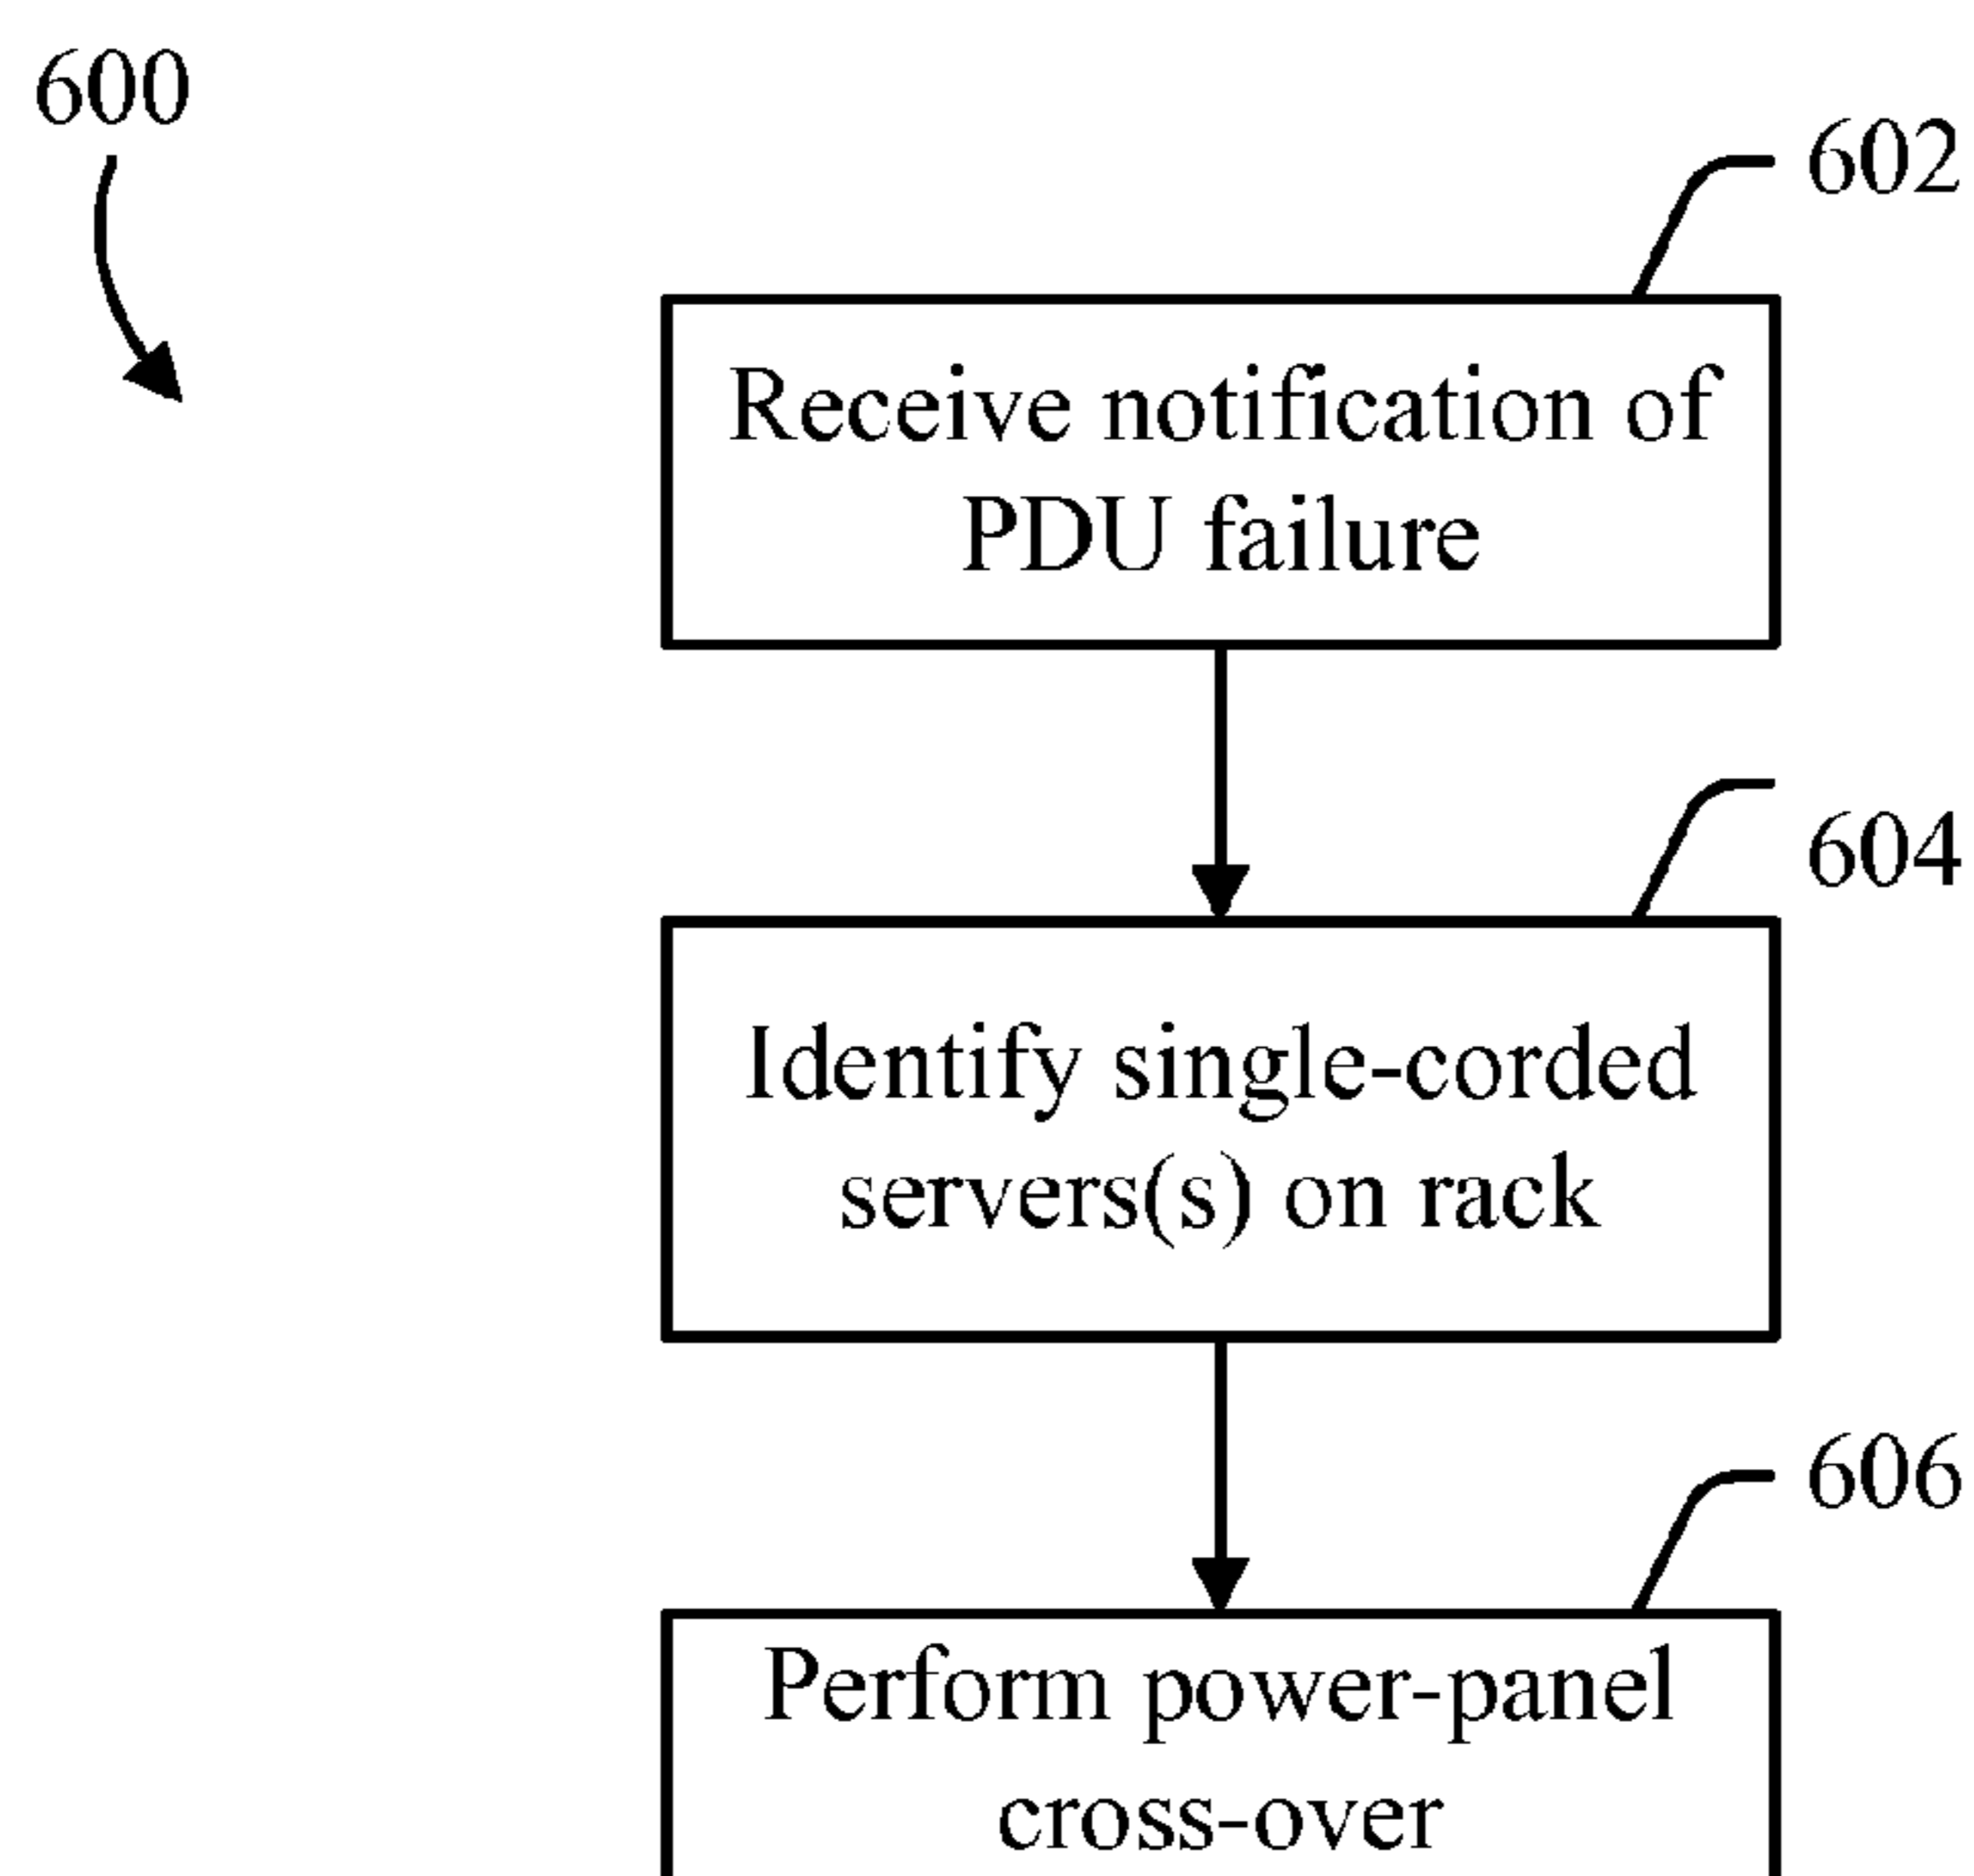 600
602
Receive notification of
PDU failure
604
Identify single-corded
servers(s) on rack
606
Perform power-panel
cross-over